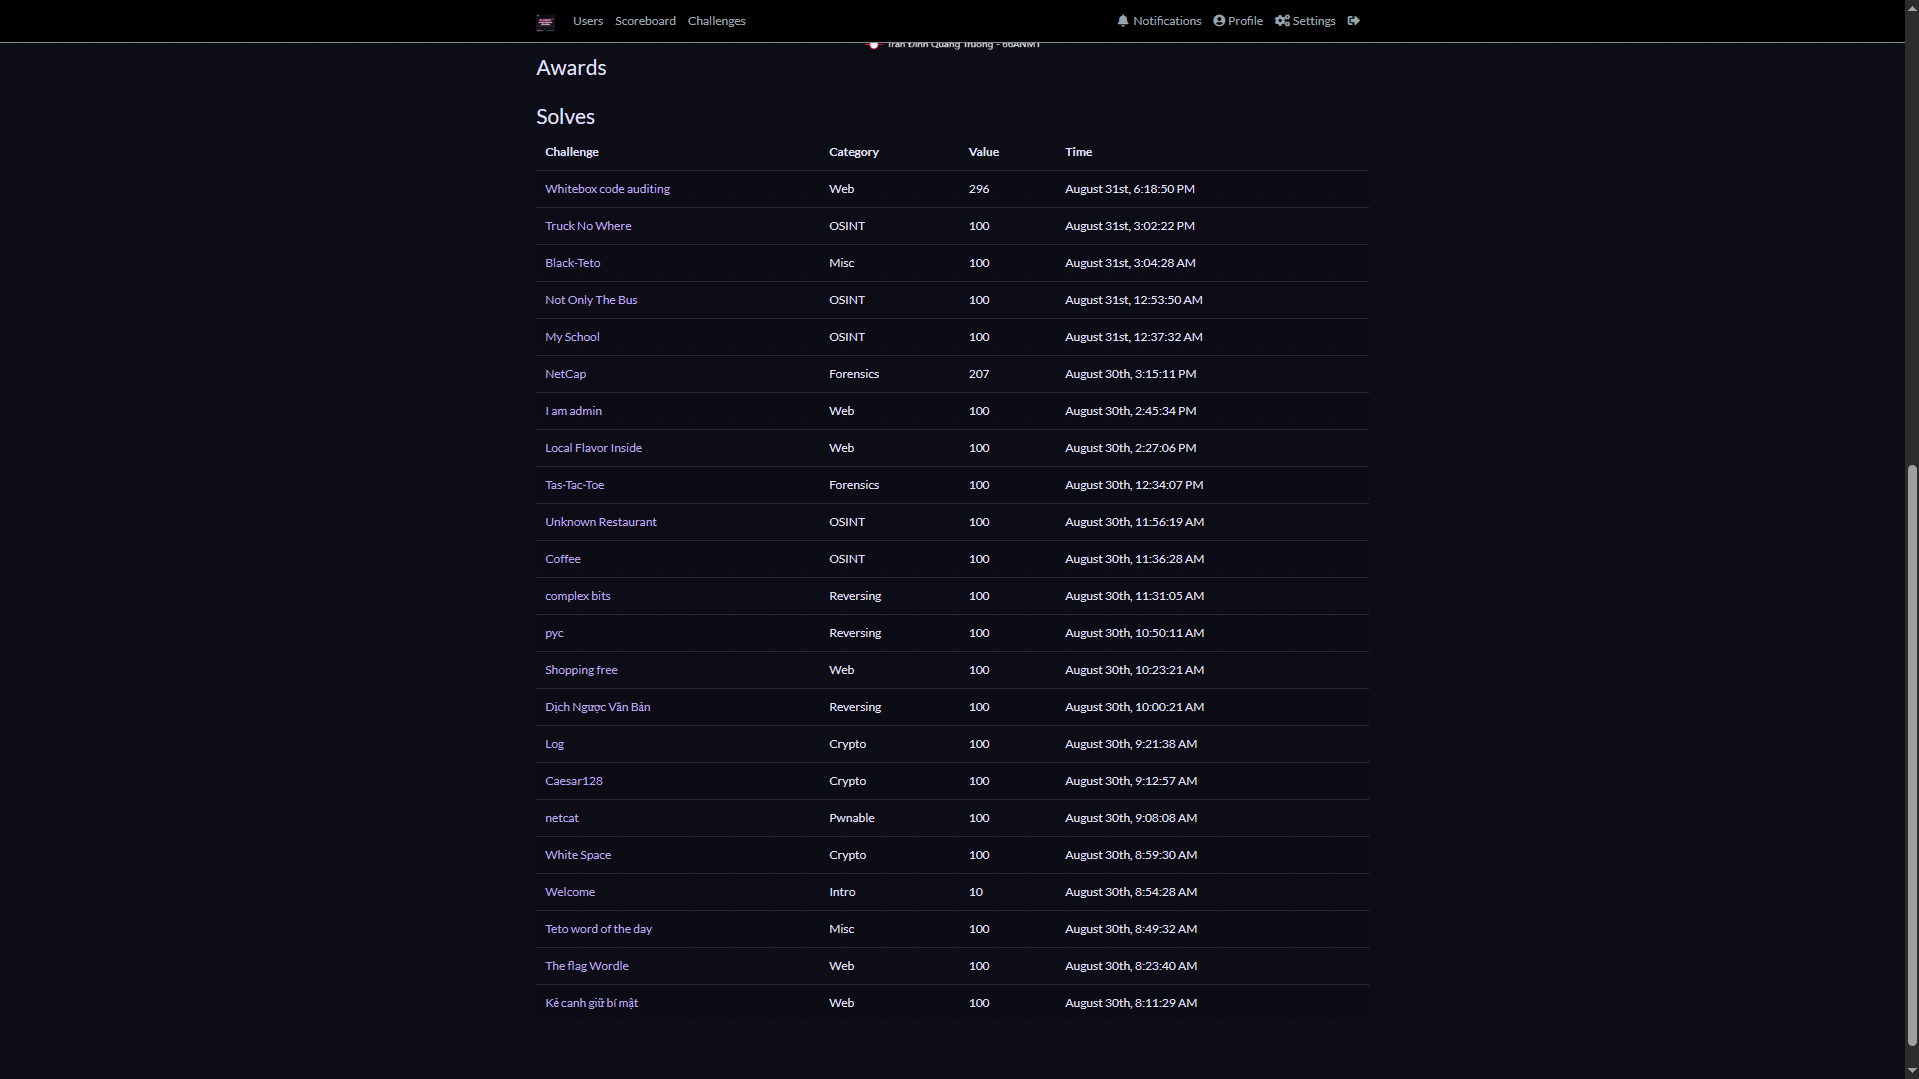 Users Scoreboard Challenges Notifications Profile Settings
Trần Đình Quang Trường - 66ANMT
Awards
Solves
Challenge Category Value Time
Whitebox code auditing Web 296 August 31st, 6:18:50 PM
Truck No Where OSINT 100 August 31st, 3:02:22 PM
Black-Teto Misc 100 August 31st, 3:04:28 AM
Not Only The Bus OSINT 100 August 31st, 12:53:50 AM
My School OSINT 100 August 31st, 12:37:32 AM
NetCap Forensics 207 August 30th, 3:15:11 PM
I am admin Web 100 August 30th, 2:45:34 PM
Local Flavor Inside Web 100 August 30th, 2:27:06 PM
Tas-Tac-Toe Forensics 100 August 30th, 12:34:07 PM
Unknown Restaurant OSINT 100 August 30th, 11:56:19 AM
Coffee OSINT 100 August 30th, 11:36:28 AM
complex bits Reversing 100 August 30th, 11:31:05 AM
pyc Reversing 100 August 30th, 10:50:11 AM
Shopping free Web 100 August 30th, 10:23:21 AM
Dịch Ngược Văn Bản Reversing 100 August 30th, 10:00:21 AM
Log Crypto 100 August 30th, 9:21:38 AM
Caesar128 Crypto 100 August 30th, 9:12:57 AM
netcat Pwnable 100 August 30th, 9:08:08 AM
White Space Crypto 100 August 30th, 8:59:30 AM
Welcome Intro 10 August 30th, 8:54:28 AM
Teto word of the day Misc 100 August 30th, 8:49:32 AM
The flag Wordle Web 100 August 30th, 8:23:40 AM
Kẻ canh giữ bí mật Web 100 August 30th, 8:11:29 AM